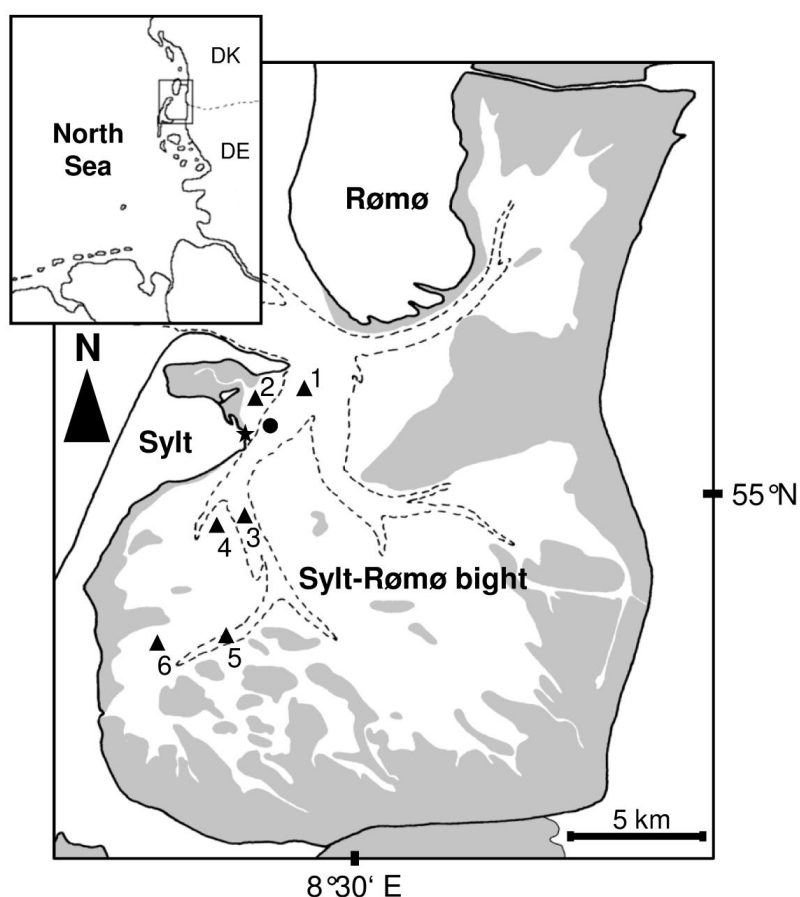 DK
North
Sea
DE
Rømø
N
1
2
Sylt
55°N
3
4
Sylt-Rømø bight
5
6
5 km
8°30‘ E